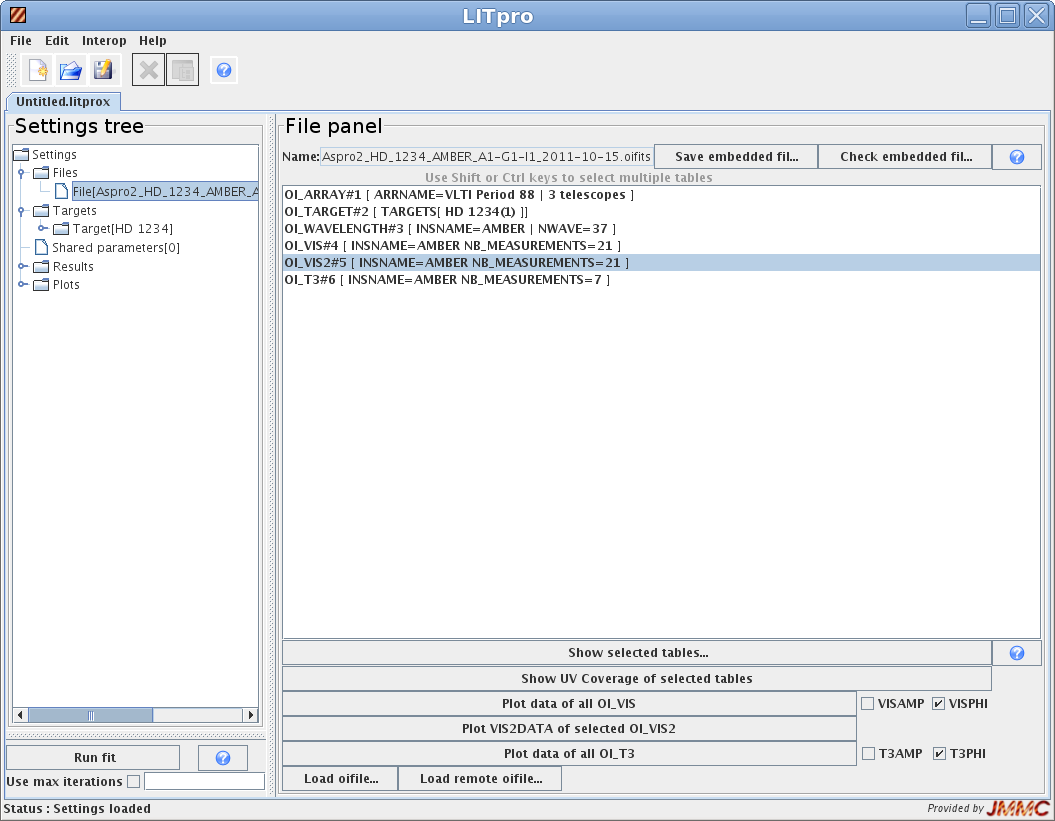 LITpro
File Edit Interop Help
Untitled.litprox
Settings tree
Settings
Files
File[Aspro2_HD_1234_AMBER_A
Targets
Target[HD 1234]
Shared parameters[0]
Results
Plots
Run fit
Use max iterations
File panel
Name: Aspro2_HD_1234_AMBER_A1-G1-I1_2011-10-15.oifits Save embedded fil... Check embedded fil...
Use Shift or Ctrl keys to select multiple tables
OI_ARRAY#1 [ ARRNAME=VLTI Period 88 | 3 telescopes ]
OI_TARGET#2 [ TARGETS[ HD 1234(1) ]]
OI_WAVELENGTH#3 [ INSNAME=AMBER | NWAVE=37 ]
OI_VIS#4 [ INSNAME=AMBER NB_MEASUREMENTS=21 ]
OI_VIS2#5 [ INSNAME=AMBER NB_MEASUREMENTS=21 ]
OI_T3#6 [ INSNAME=AMBER NB_MEASUREMENTS=7 ]
Show selected tables...
Show UV Coverage of selected tables
Plot data of all OI_VIS VISAMP VISPHI
Plot VIS2DATA of selected OI_VIS2
Plot data of all OI_T3 T3AMP T3PHI
Load oifile... Load remote oifile...
Status : Settings loaded
Provided by JMMC